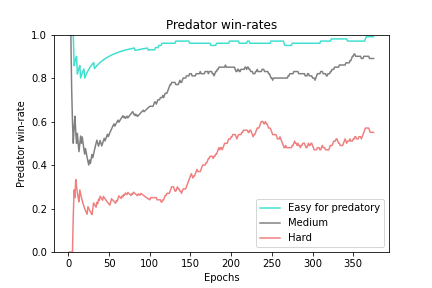 Predator win-rates
Predator win-rate
1.0
0.8
0.6
0.4
0.2
0.0
Easy for predatory
Medium
Hard
0 50 100 150 200 250 300 350
Epochs